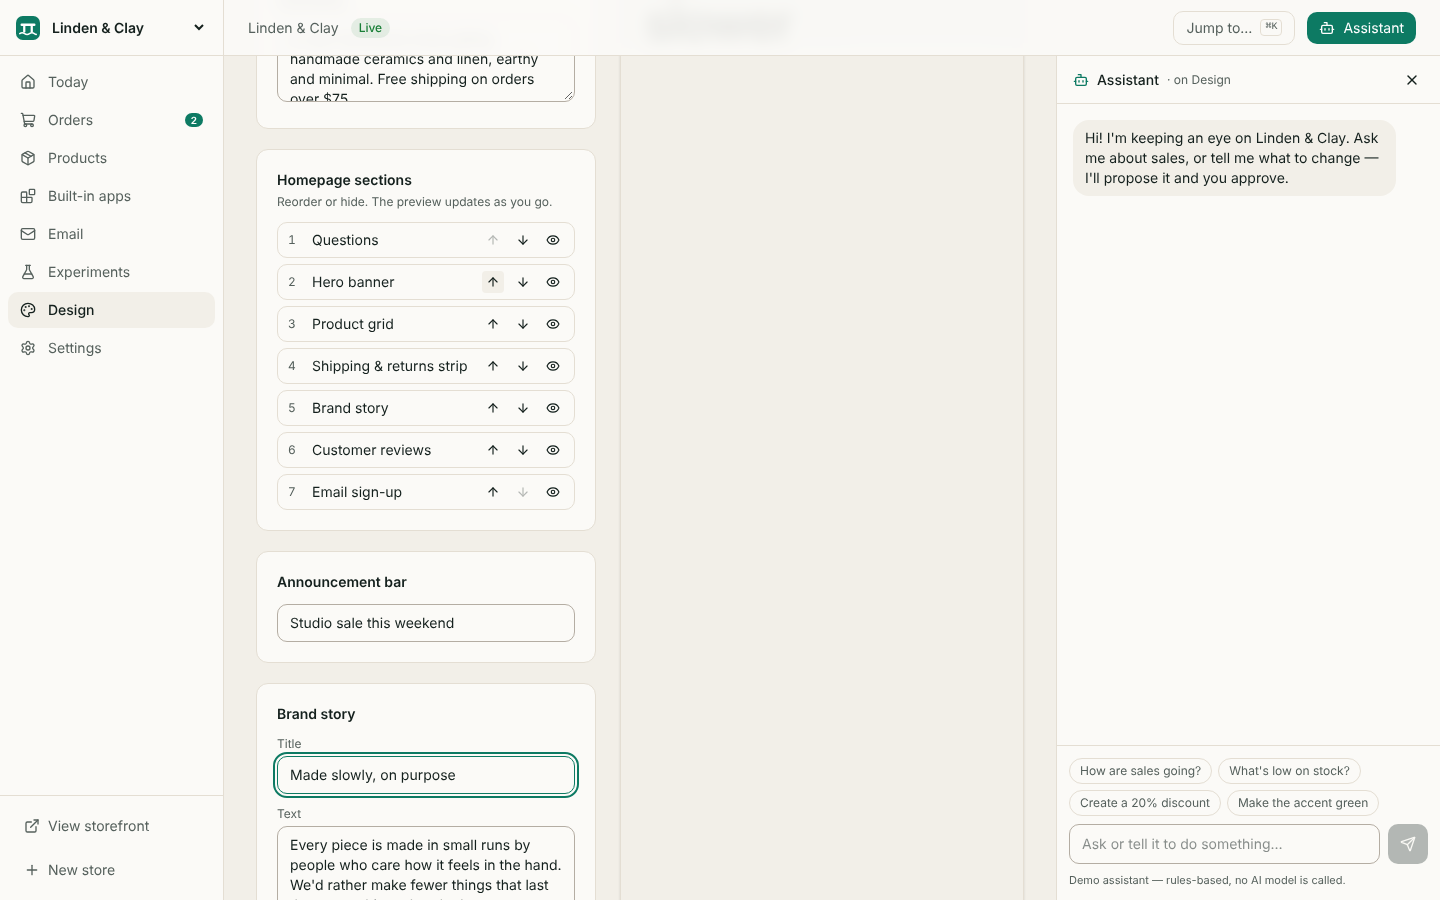 Linden & Clay
Linden & Clay
Live
Jump to...
⌘K
Assistant
Today
Orders
2
Products
Built-in apps
Email
Experiments
Design
Settings
View storefront
New store
handmade ceramics and linen, earthy
and minimal. Free shipping on orders
over $75
Homepage sections
Reorder or hide. The preview updates as you go.
1 Questions
2 Hero banner
3 Product grid
4 Shipping & returns strip
5 Brand story
6 Customer reviews
7 Email sign-up
Announcement bar
Studio sale this weekend
Brand story
Title
Made slowly, on purpose
Text
Every piece is made in small runs by
people who care how it feels in the hand.
We'd rather make fewer things that last
Assistant · on Design
Hi! I'm keeping an eye on Linden & Clay. Ask
me about sales, or tell me what to change —
I'll propose it and you approve.
How are sales going?
What's low on stock?
Create a 20% discount
Make the accent green
Ask or tell it to do something...
Demo assistant — rules-based, no AI model is called.